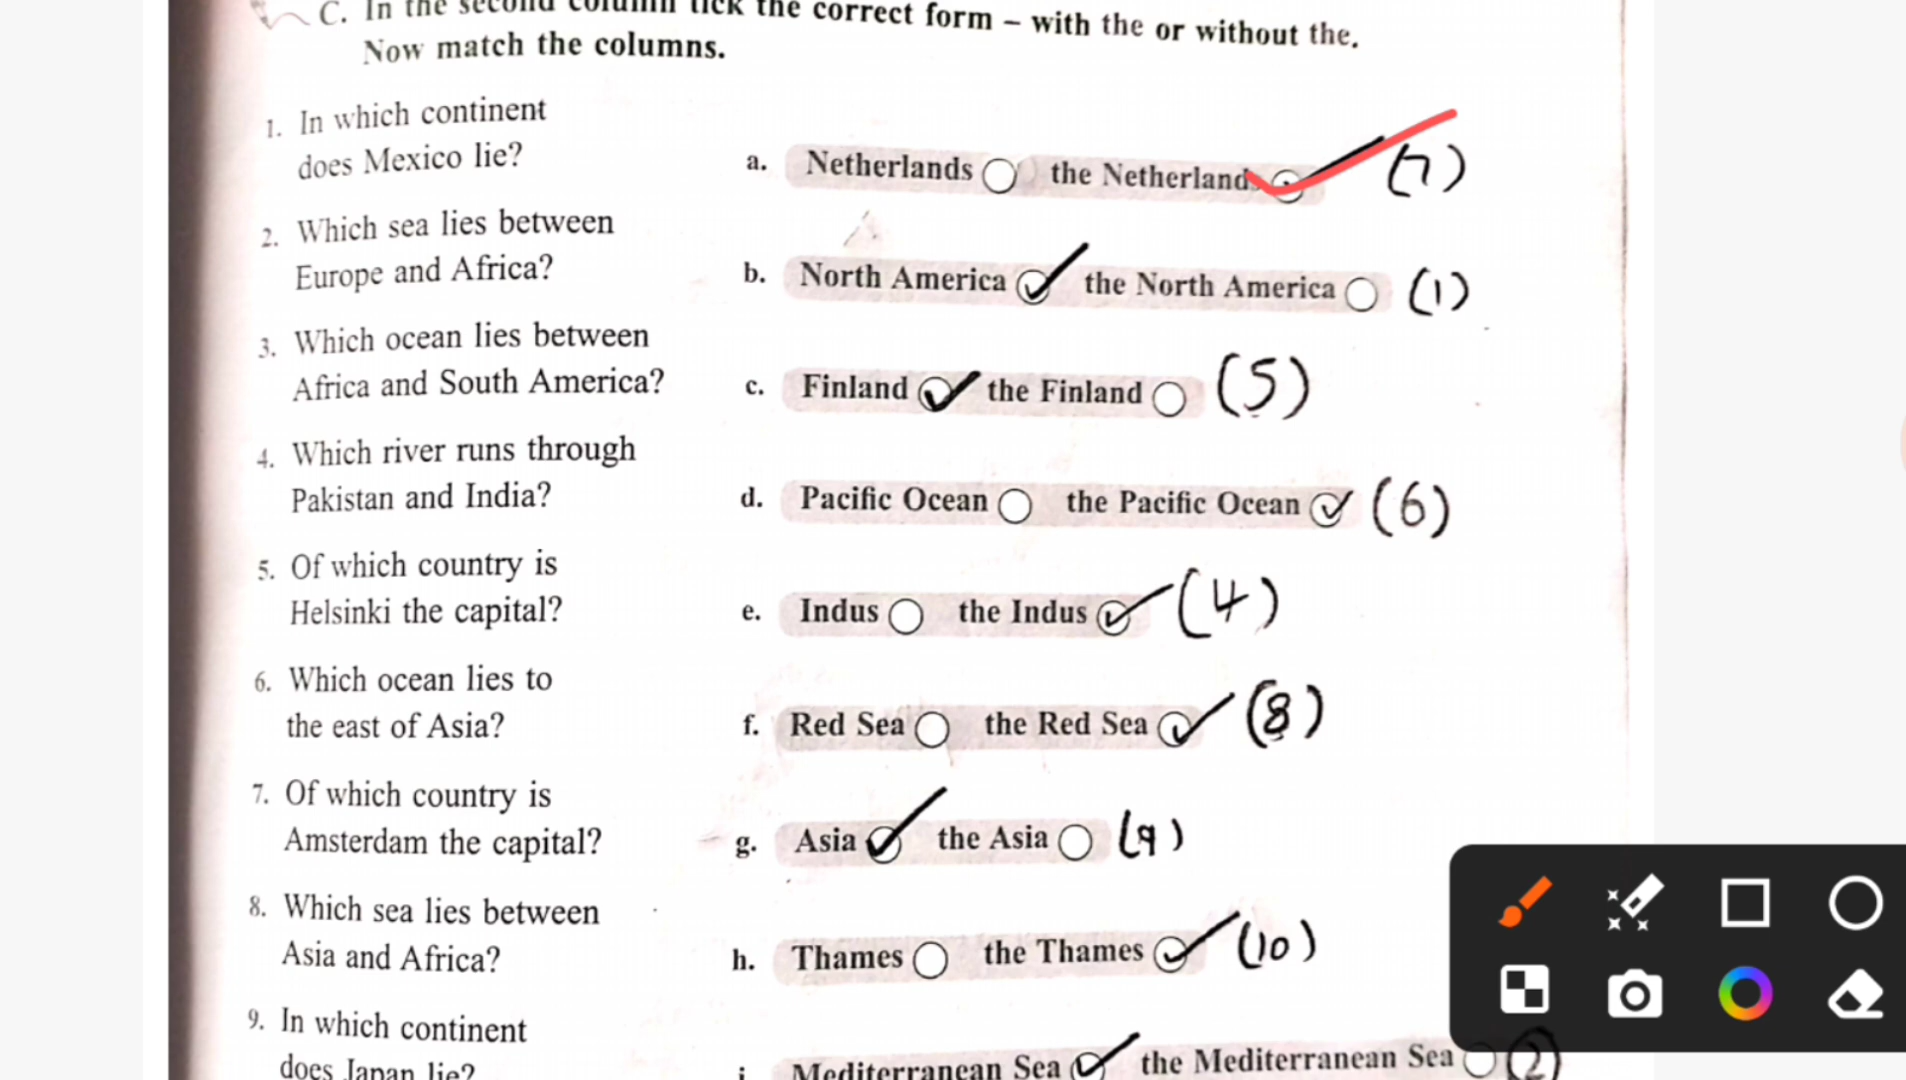 C. In the second column tick the correct form – with the or without the.
Now match the columns.
1. In which continent
does Mexico lie?
a. Netherlands the Netherlands (7)
2. Which sea lies between
Europe and Africa?
b. North America the North America (1)
3. Which ocean lies between
Africa and South America?
c. Finland the Finland (5)
4. Which river runs through
Pakistan and India?
d. Pacific Ocean the Pacific Ocean (6)
5. Of which country is
Helsinki the capital?
e. Indus the Indus (4)
6. Which ocean lies to
the east of Asia?
f. Red Sea the Red Sea (8)
7. Of which country is
Amsterdam the capital?
g. Asia the Asia (9)
8. Which sea lies between
Asia and Africa?
h. Thames the Thames (10)
9. In which continent
does Japan lie?
i Mediterranean Sea the Mediterranean Sea (2)